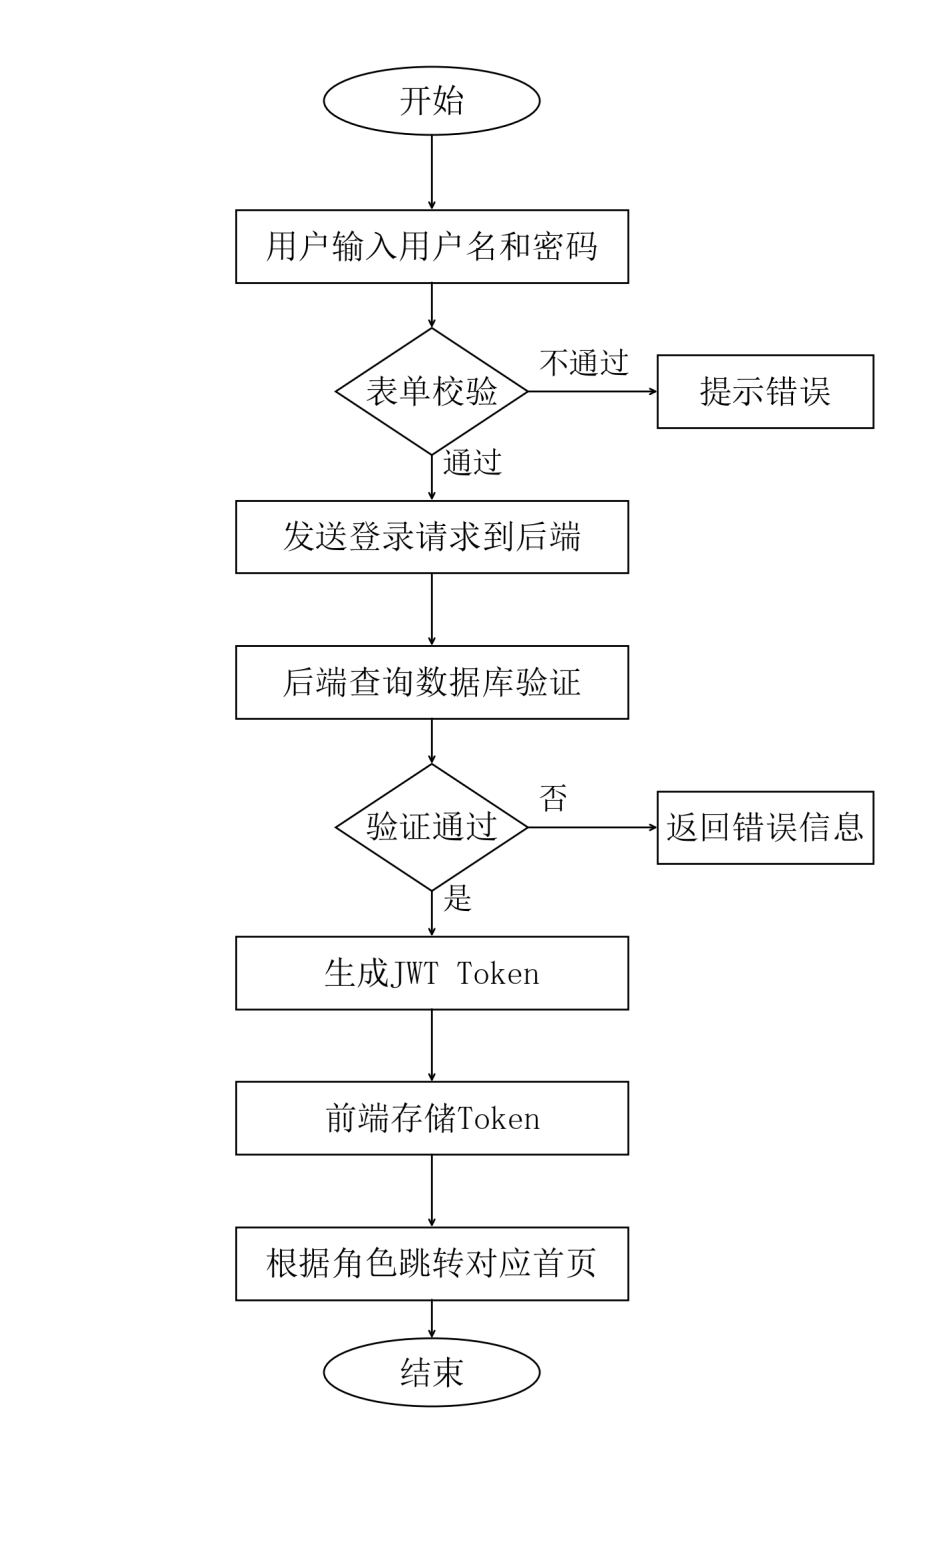 开始
用户输入用户名和密码
表单校验
不通过
提示错误
通过
发送登录请求到后端
后端查询数据库验证
验证通过
否
返回错误信息
是
生成JWT Token
前端存储Token
根据角色跳转对应首页
结束